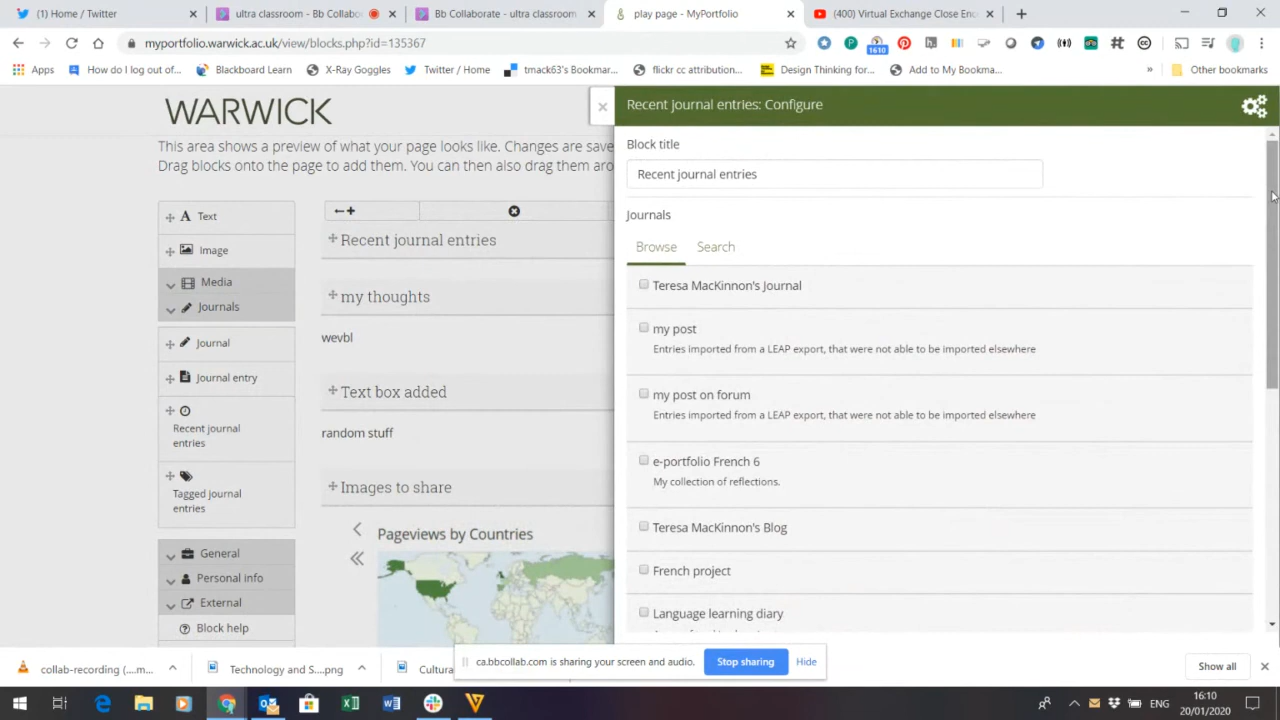 (1) Home / Twitter
ultra classroom - Bb Collabo
Bb Collaborate - ultra classroom
play page - MyPortfolio
(400) Virtual Exchange Close Enc
myportfolio.warwick.ac.uk/view/blocks.php?id=135367
1610
Apps
How do I log out of...
Blackboard Learn
X-Ray Goggles
Twitter / Home
tmack63's Bookmar...
flickr cc attribution...
Design Thinking for...
Add to My Bookma...
»
Other bookmarks
WARWICK
This area shows a preview of what your page looks like. Changes are save
Drag blocks onto the page to add them. You can then also drag them arou
Text
Image
Media
Journals
Journal
Journal entry
Recent journal
entries
Tagged journal
entries
General
Personal info
External
Block help
Recent journal entries
my thoughts
wevbl
Text box added
random stuff
Images to share
Pageviews by Countries
Recent journal entries: Configure
Block title
Recent journal entries
Journals
Browse Search
Teresa MacKinnon's Journal
my post
Entries imported from a LEAP export, that were not able to be imported elsewhere
my post on forum
Entries imported from a LEAP export, that were not able to be imported elsewhere
e-portfolio French 6
My collection of reflections.
Teresa MacKinnon's Blog
French project
Language learning diary
collab-recording (....m...
Technology and S....png
Cultura
ca.bbcollab.com is sharing your screen and audio.
Stop sharing
Hide
Show all
ENG
16:10
20/01/2020